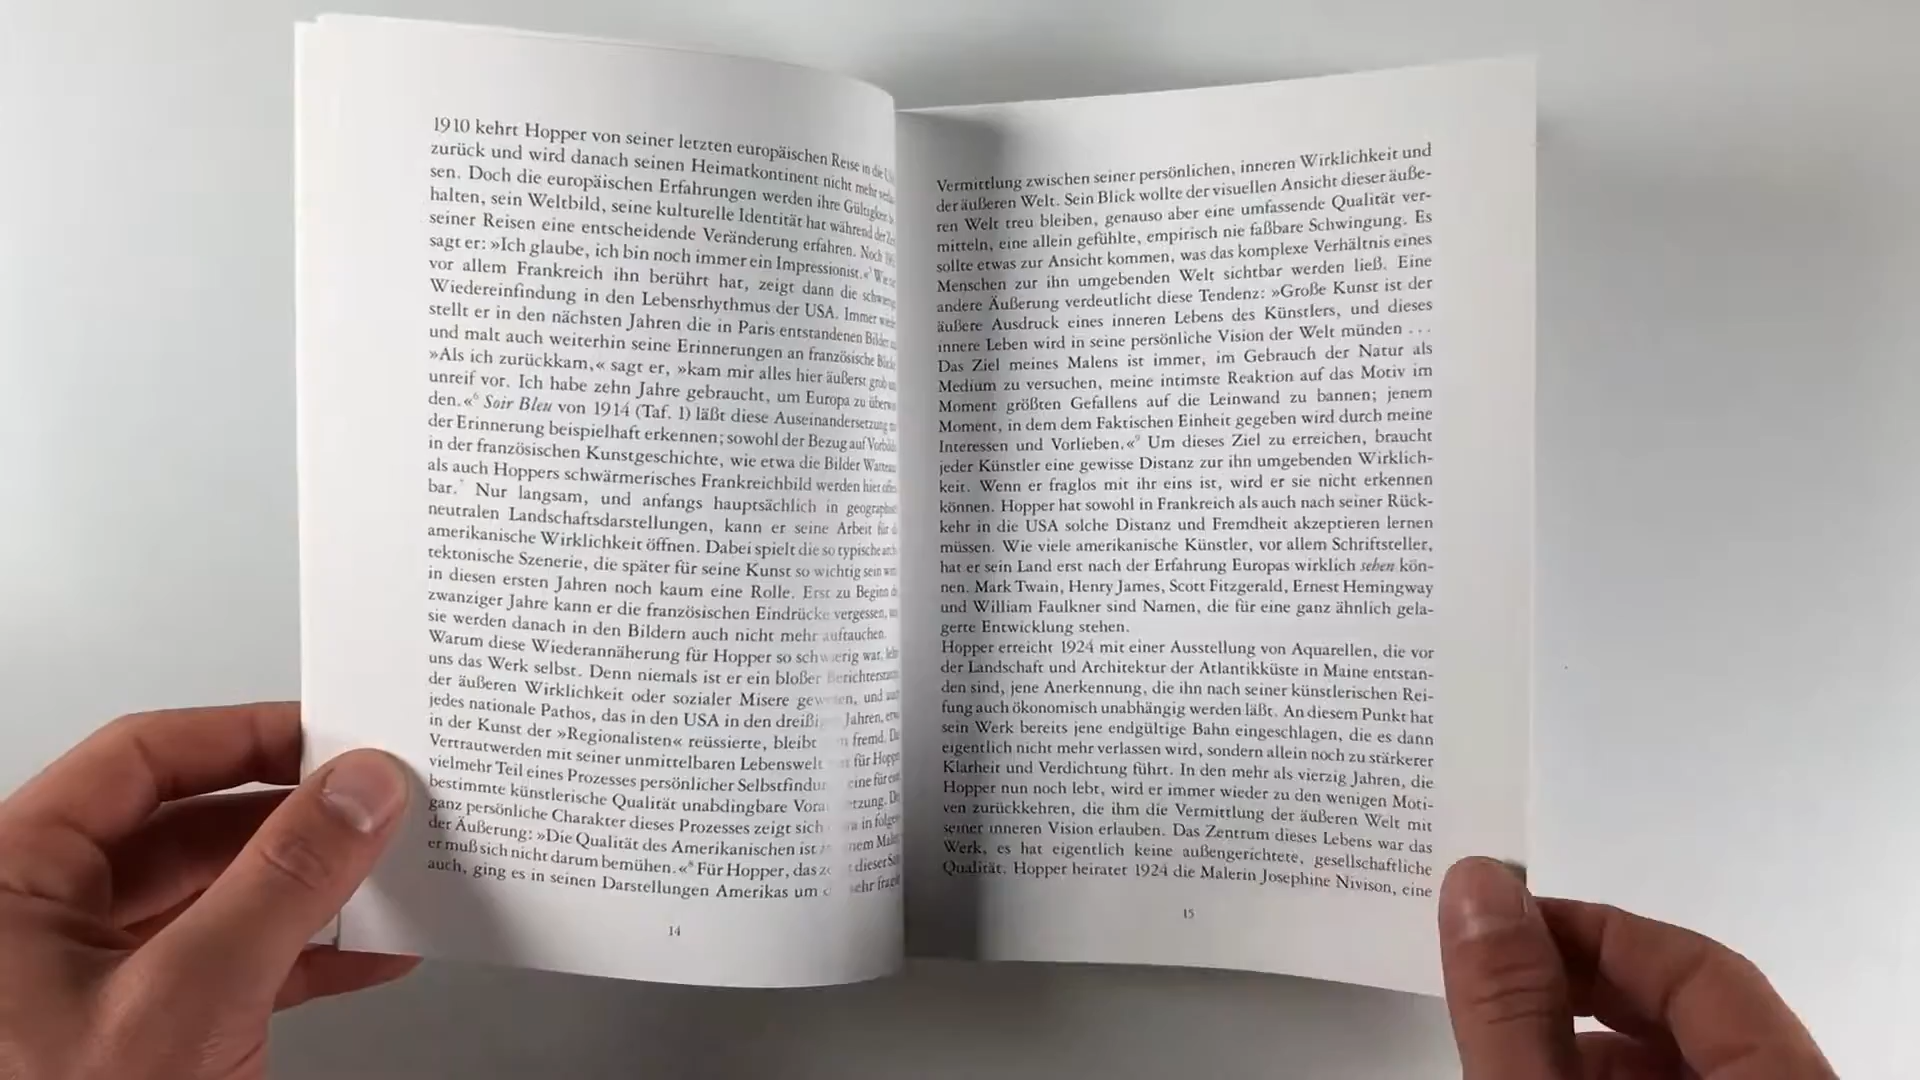 1910 kehrt Hopper von seiner letzten europäischen Reise in die
zurück und wird danach seinen Heimatkontinent nicht mehr
sen. Doch die europäischen Erfahrungen werden ihre Gültigkeit
halten, sein Weltbild, seine kulturelle Identität hat während der
seiner Reisen eine entscheidende Veränderung erfahren. Noch
sagt er: »Ich glaube, ich bin noch immer ein Impressionist.«
vor allem Frankreich ihn berührt hat, zeigt dann die
Wiedereinfindung in den Lebensrhythmus der USA. Immer
stellt er in den nächsten Jahren die in Paris entstandenen Bilder
und malt auch weiterhin seine Erinnerungen an französische
»Als ich zurückkam,« sagt er, »kam mir alles hier äußerst grob
unreif vor. Ich habe zehn Jahre gebraucht, um Europa zu
den.«⁶ Soir Bleu von 1914 (Taf. 1) läßt diese Auseinandersetzung
der Erinnerung beispielhaft erkennen; sowohl der Bezug auf
in der französischen Kunstgeschichte, wie etwa die Bilder
als auch Hoppers schwärmerisches Frankreichbild werden hier
bar.⁷ Nur langsam, und anfangs hauptsächlich in
neutralen Landschaftsdarstellungen, kann er seine Arbeit für
amerikanische Wirklichkeit öffnen. Dabei spielt die so typische
tektonische Szenerie, die später für seine Kunst so wichtig sein
in diesen ersten Jahren noch kaum eine Rolle. Erst zu Beginn
zwanziger Jahre kann er die französischen Eindrücke vergessen,
sie werden danach in den Bildern auch nicht mehr auftauchen.
Warum diese Wiederannäherung für Hopper so schwierig war,
uns das Werk selbst. Denn niemals ist er ein bloßer
der äußeren Wirklichkeit oder sozialer Misere gewesen, und
jedes nationale Pathos, das in den USA in den Jahren,
in der Kunst der »Regionalisten« reüssierte, bleibt fremd.
Vertrautwerden mit seiner unmittelbaren Lebenswelt für
vielmehr Teil eines Prozesses persönlicher Selbstfindung eine für
bestimmte künstlerische Qualität unabdingbare
ganz persönliche Charakter dieses Prozesses zeigt sich in
der Äußerung: »Die Qualität des Amerikanischen ist
er muß sich nicht darum bemühen.«⁸ Für Hopper, das dieser
auch, ging es in seinen Darstellungen Amerikas um
14
Vermittlung zwischen seiner persönlichen, inneren Wirklichkeit und
der äußeren Welt. Sein Blick wollte der visuellen Ansicht dieser äuße-
ren Welt treu bleiben, genauso aber eine umfassende Qualität ver-
mitteln, eine allein gefühlte, empirisch nie faßbare Schwingung. Es
sollte etwas zur Ansicht kommen, was das komplexe Verhältnis eines
Menschen zur ihn umgebenden Welt sichtbar werden ließ. Eine
andere Äußerung verdeutlicht diese Tendenz: »Große Kunst ist der
äußere Ausdruck eines inneren Lebens des Künstlers, und dieses
innere Leben wird in seine persönliche Vision der Welt münden . . .
Das Ziel meines Malens ist immer, im Gebrauch der Natur als
Medium zu versuchen, meine intimste Reaktion auf das Motiv im
Moment größten Gefallens auf die Leinwand zu bannen; jenem
Moment, in dem dem Faktischen Einheit gegeben wird durch meine
Interessen und Vorlieben.«⁹ Um dieses Ziel zu erreichen, braucht
jeder Künstler eine gewisse Distanz zur ihn umgebenden Wirklich-
keit. Wenn er fraglos mit ihr eins ist, wird er sie nicht erkennen
können. Hopper hat sowohl in Frankreich als auch nach seiner Rück-
kehr in die USA solche Distanz und Fremdheit akzeptieren lernen
müssen. Wie viele amerikanische Künstler, vor allem Schriftsteller,
hat er sein Land erst nach der Erfahrung Europas wirklich sehen kön-
nen. Mark Twain, Henry James, Scott Fitzgerald, Ernest Hemingway
und William Faulkner sind Namen, die für eine ganz ähnlich gela-
gerte Entwicklung stehen.
Hopper erreicht 1924 mit einer Ausstellung von Aquarellen, die vor
der Landschaft und Architektur der Atlantikküste in Maine entstan-
den sind, jene Anerkennung, die ihn nach seiner künstlerischen Rei-
fung auch ökonomisch unabhängig werden läßt. An diesem Punkt hat
sein Werk bereits jene endgültige Bahn eingeschlagen, die es dann
eigentlich nicht mehr verlassen wird, sondern allein noch zu stärkerer
Klarheit und Verdichtung führt. In den mehr als vierzig Jahren, die
Hopper nun noch lebt, wird er immer wieder zu den wenigen Moti-
ven zurückkehren, die ihm die Vermittlung der äußeren Welt mit
seiner inneren Vision erlauben. Das Zentrum dieses Lebens war das
Werk, es hat eigentlich keine außengerichtete, gesellschaftliche
Qualität. Hopper heiratet 1924 die Malerin Josephine Nivison, eine
15